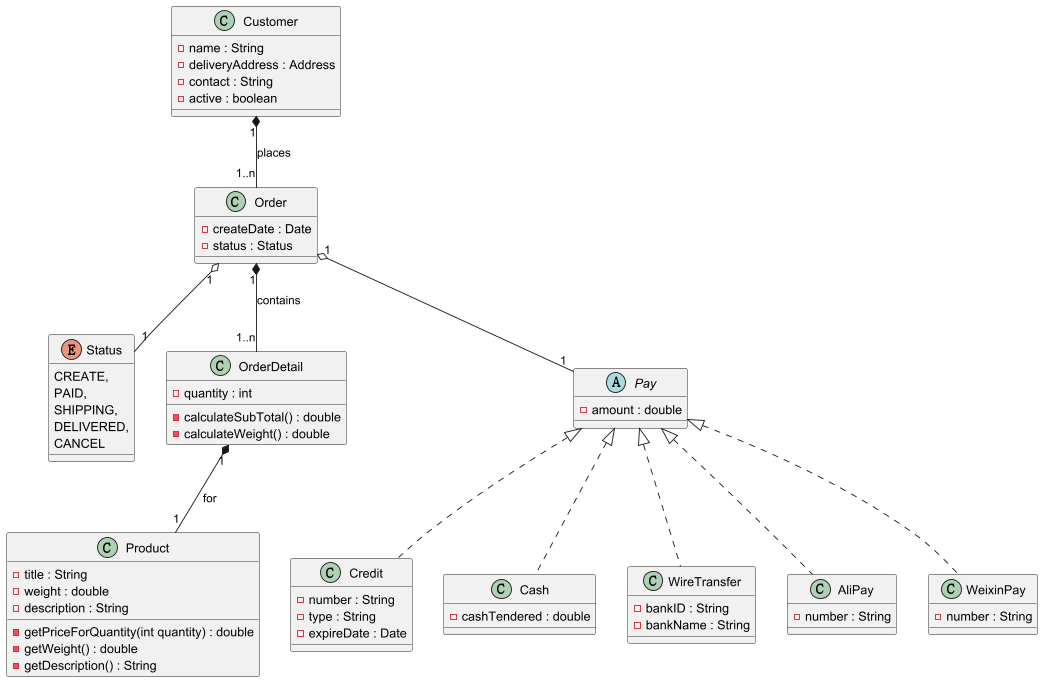 C Customer
name : String
deliveryAddress : Address
contact : String
active : boolean
1
places
1..n
C Order
createDate : Date
status : Status
1
1
1
contains
1
1..n
1
E Status
CREATE,
PAID,
SHIPPING,
DELIVERED,
CANCEL
C OrderDetail
quantity : int
calculateSubTotal() : double
calculateWeight() : double
A Pay
amount : double
1
for
1
C Product
title : String
weight : double
description : String
getPriceForQuantity(int quantity) : double
getWeight() : double
getDescription() : String
C Credit
number : String
type : String
expireDate : Date
C Cash
cashTendered : double
C WireTransfer
bankID : String
bankName : String
C AliPay
number : String
C WeixinPay
number : String